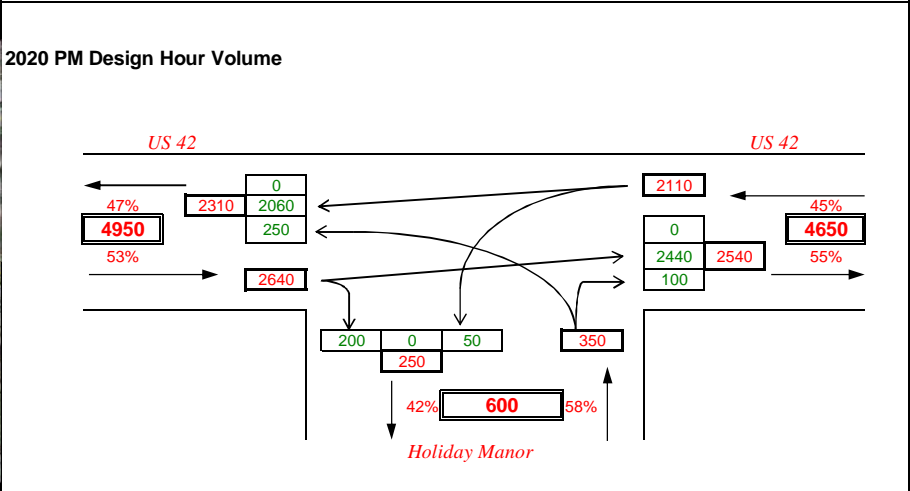 2020 PM Design Hour Volume
US 42 US 42
0 2110
47% 2310 2060 45%
4950 250 0 4650
53% 2440 2540 55%
2640 100
200 0 50 350
250
42% 600 58%
Holiday Manor